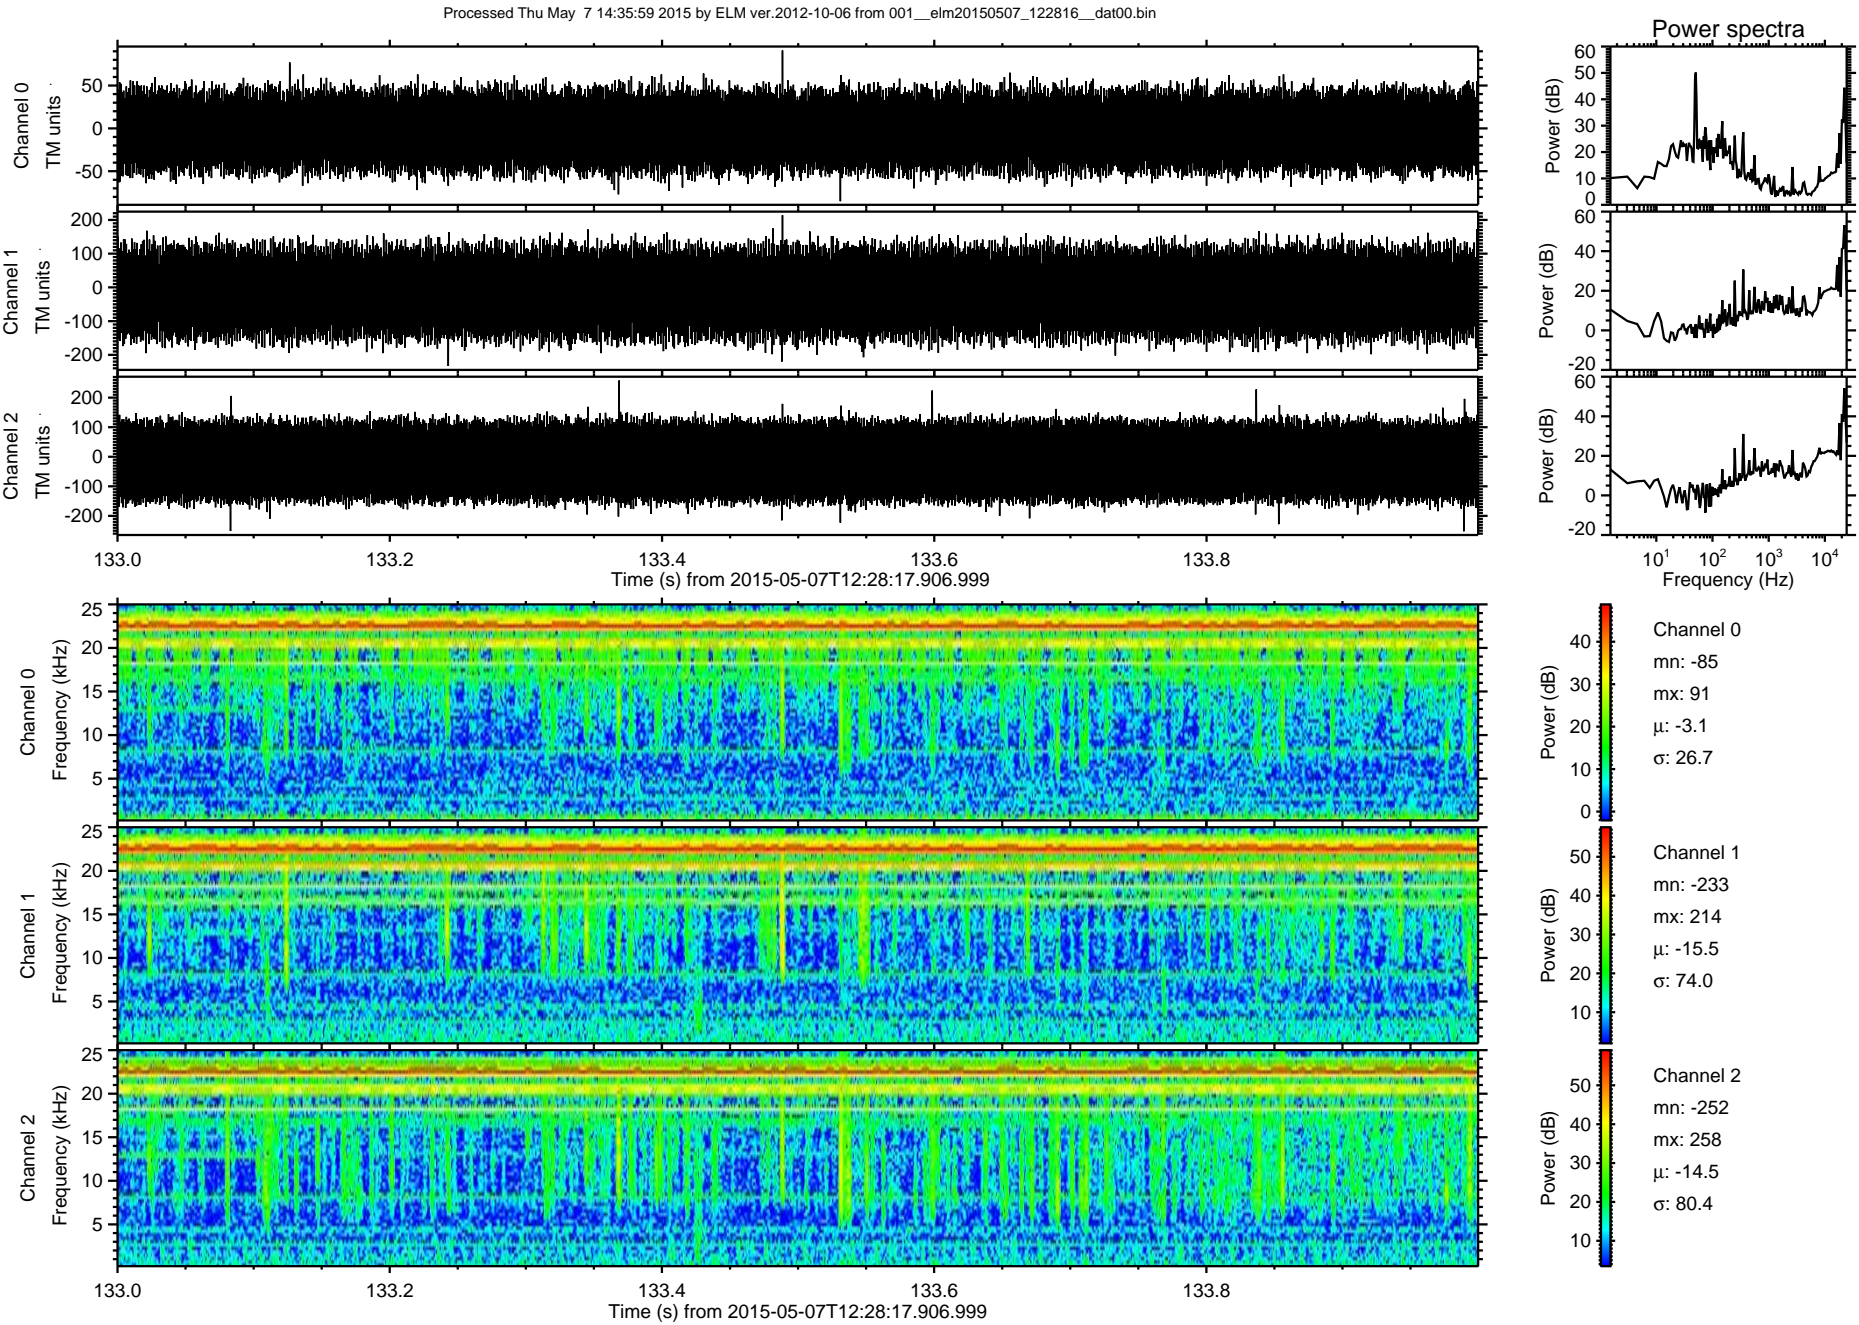 Processed Thu May  7 14:35:59 2015 by ELM ver.2012-10-06 from 001__elm20150507_122816__dat00.bin
Power spectra
Channel 0
TM units
50
0
-50
Power (dB)
60
50
40
30
20
10
0
Channel 1
TM units
200
100
0
-100
-200
Power (dB)
60
40
20
0
-20
Channel 2
TM units
200
100
0
-100
-200
Power (dB)
60
40
20
0
-20
133.0 133.2 133.4 133.6 133.8
Time (s) from 2015-05-07T12:28:17.906.999
10¹ 10² 10³ 10⁴
Frequency (Hz)
Channel 0
Frequency (kHz)
25
20
15
10
5
Power (dB)
40
30
20
10
0
Channel 0
mn: -85
mx: 91
μ: -3.1
σ: 26.7
Channel 1
Frequency (kHz)
25
20
15
10
5
Power (dB)
50
40
30
20
10
Channel 1
mn: -233
mx: 214
μ: -15.5
σ: 74.0
Channel 2
Frequency (kHz)
25
20
15
10
5
Power (dB)
50
40
30
20
10
Channel 2
mn: -252
mx: 258
μ: -14.5
σ: 80.4
133.0 133.2 133.4 133.6 133.8
Time (s) from 2015-05-07T12:28:17.906.999